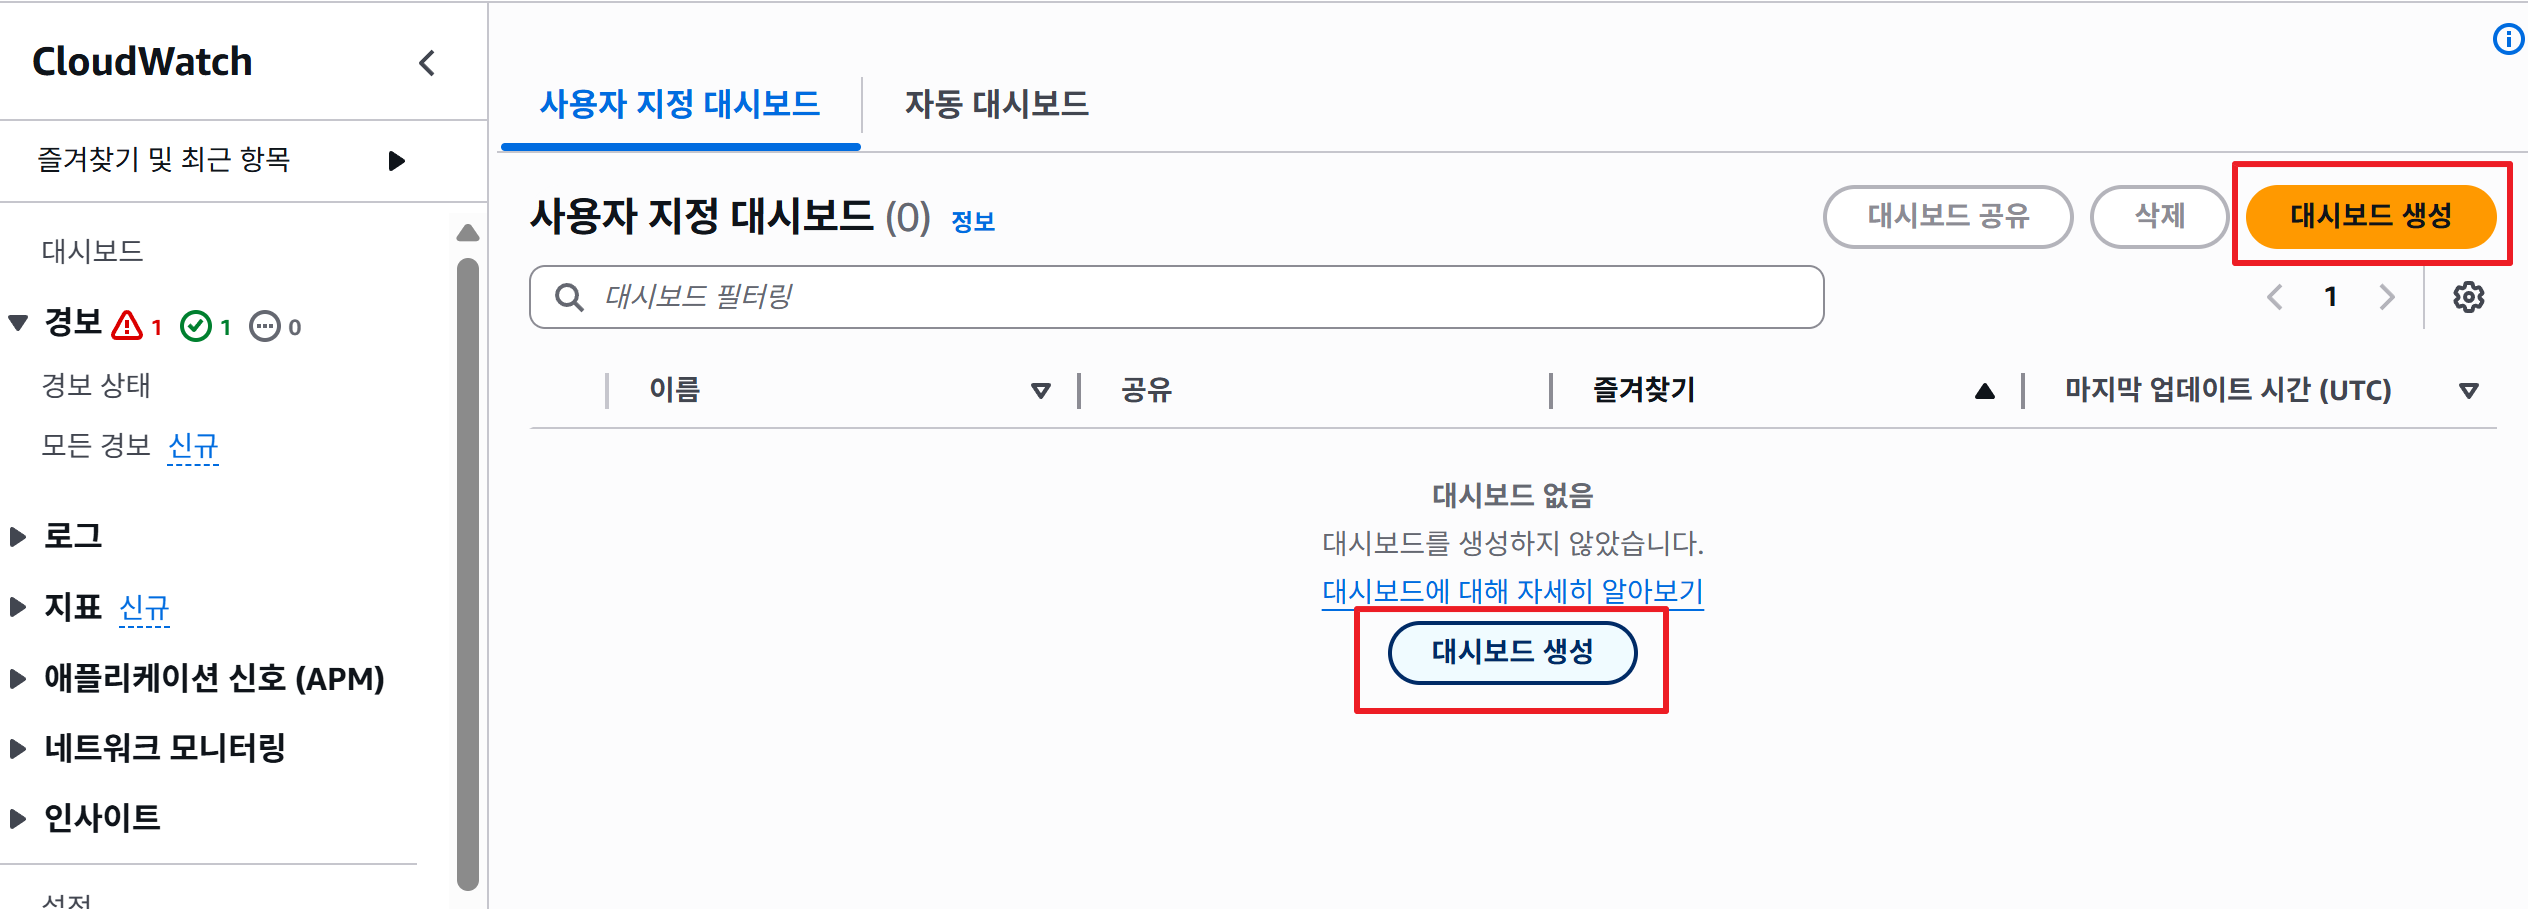 CloudWatch
즐겨찾기 및 최근 항목
대시보드
경보 1 1 0
경보 상태
모든 경보 신규
로그
지표 신규
애플리케이션 신호 (APM)
네트워크 모니터링
인사이트
설정
사용자 지정 대시보드 자동 대시보드
사용자 지정 대시보드 (0) 정보 대시보드 공유 삭제 대시보드 생성
대시보드 필터링 1
이름 공유 즐겨찾기 마지막 업데이트 시간 (UTC)
대시보드 없음
대시보드를 생성하지 않았습니다.
대시보드에 대해 자세히 알아보기
대시보드 생성